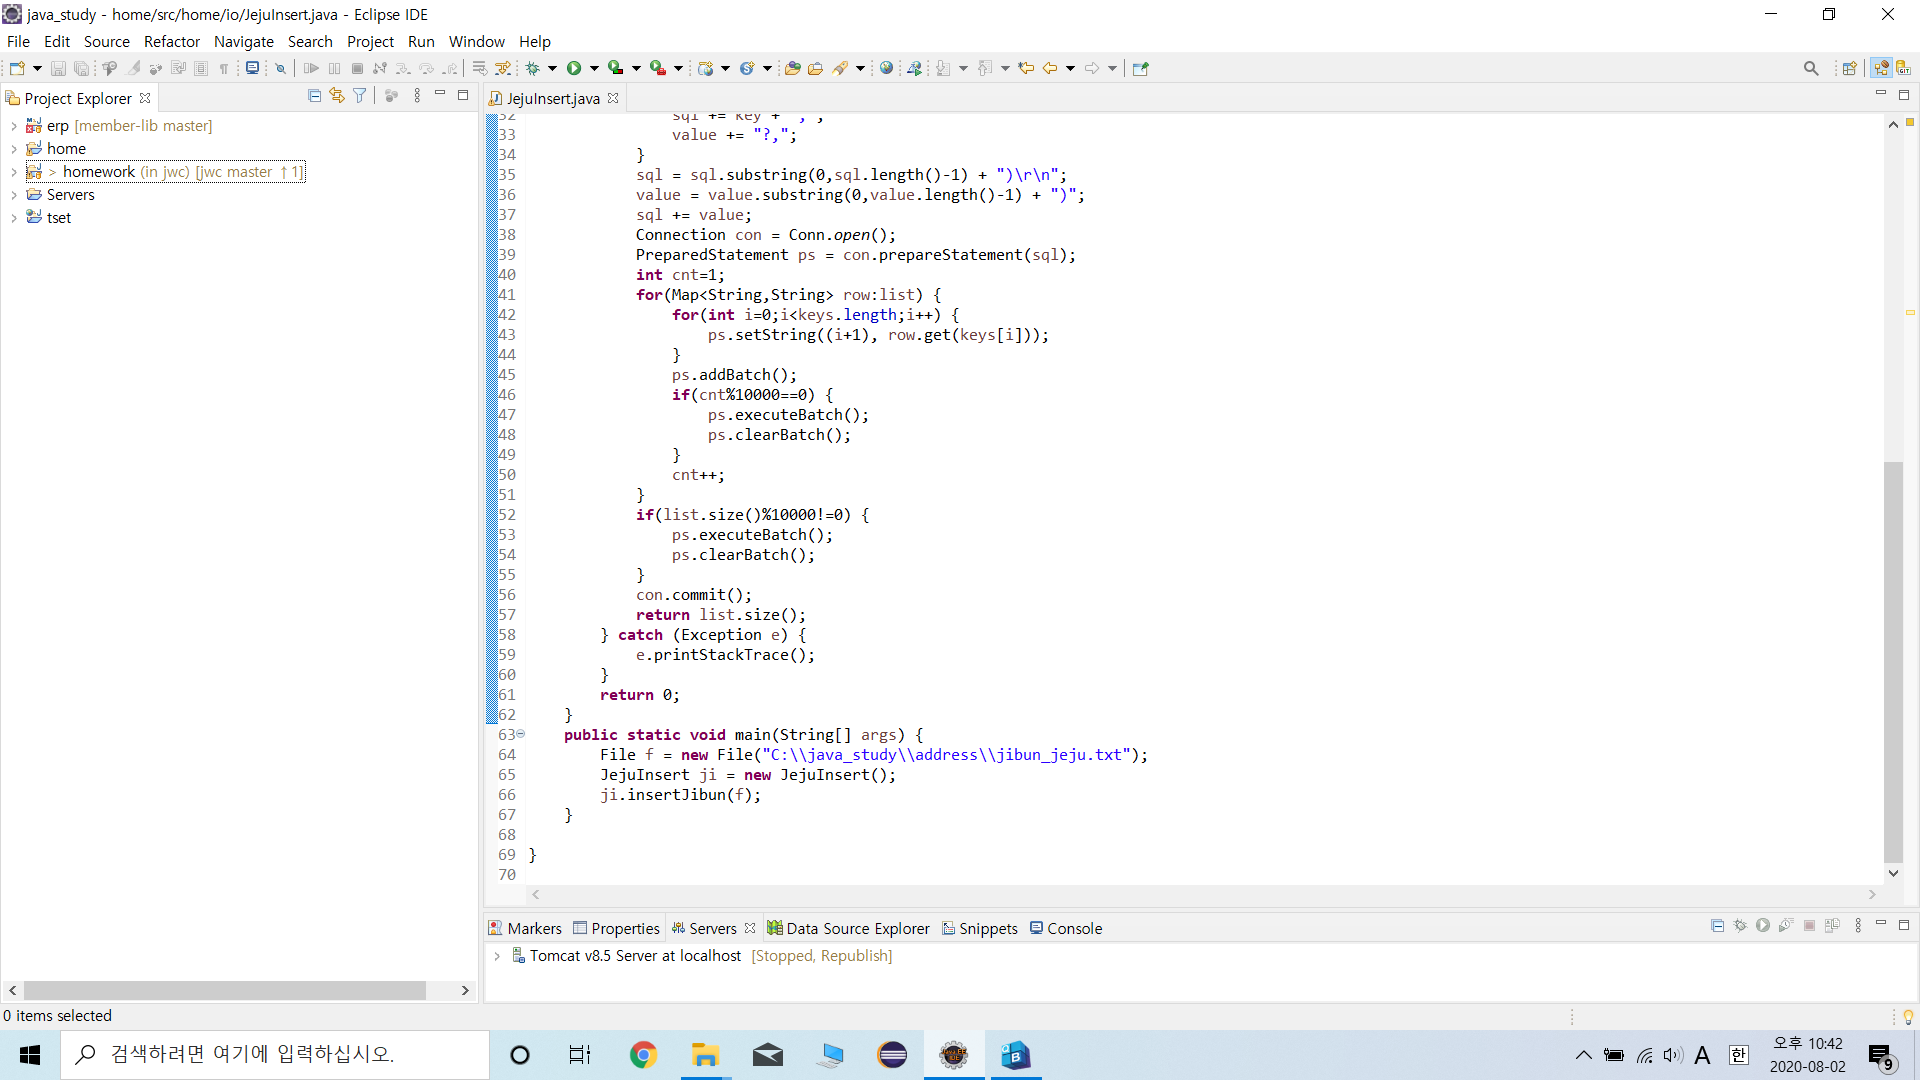 java_study - home/src/home/io/JejuInsert.java - Eclipse IDE
File Edit Source Refactor Navigate Search Project Run Window Help
Project Explorer
JejuInsert.java
erp [member-lib master]
home
> homework (in jwc) [jwc master ↑1]
Servers
tset
32 sql += key + ",";
33 value += "?,";
34 }
35 sql = sql.substring(0,sql.length()-1) + ")\r\n";
36 value = value.substring(0,value.length()-1) + ")";
37 sql += value;
38 Connection con = Conn.open();
39 PreparedStatement ps = con.prepareStatement(sql);
40 int cnt=1;
41 for(Map<String,String> row:list) {
42 for(int i=0;i<keys.length;i++) {
43 ps.setString((i+1), row.get(keys[i]));
44 }
45 ps.addBatch();
46 if(cnt%10000==0) {
47 ps.executeBatch();
48 ps.clearBatch();
49 }
50 cnt++;
51 }
52 if(list.size()%10000!=0) {
53 ps.executeBatch();
54 ps.clearBatch();
55 }
56 con.commit();
57 return list.size();
58 } catch (Exception e) {
59 e.printStackTrace();
60 }
61 return 0;
62 }
63 public static void main(String[] args) {
64 File f = new File("C:\\java_study\\address\\jibun_jeju.txt");
65 JejuInsert ji = new JejuInsert();
66 ji.insertJibun(f);
67 }
68
69 }
70
Markers Properties Servers Data Source Explorer Snippets Console
Tomcat v8.5 Server at localhost [Stopped, Republish]
0 items selected
검색하려면 여기에 입력하십시오.
A 한
오후 10:42
2020-08-02
9